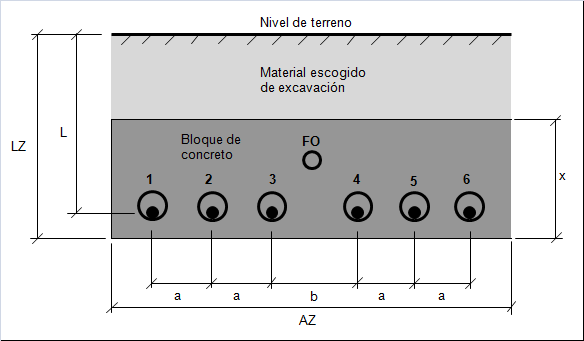 Nivel de terreno
Material escogido
de excavación
Bloque de
concreto
FO
LZ
L
x
1
2
3
4
5
6
a
a
b
a
a
AZ